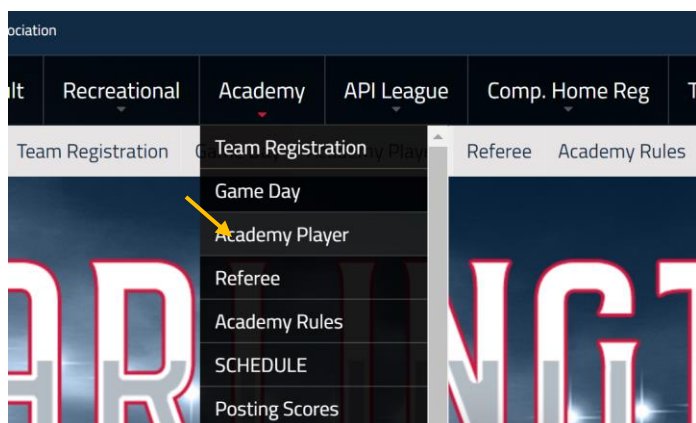 ociation
lt Recreational Academy API League Comp. Home Reg T
Team Registration Referee Academy Rules
Team Registration
Game Day
Academy Player
Referee
Academy Rules
SCHEDULE
Posting Scores
ARLINGT